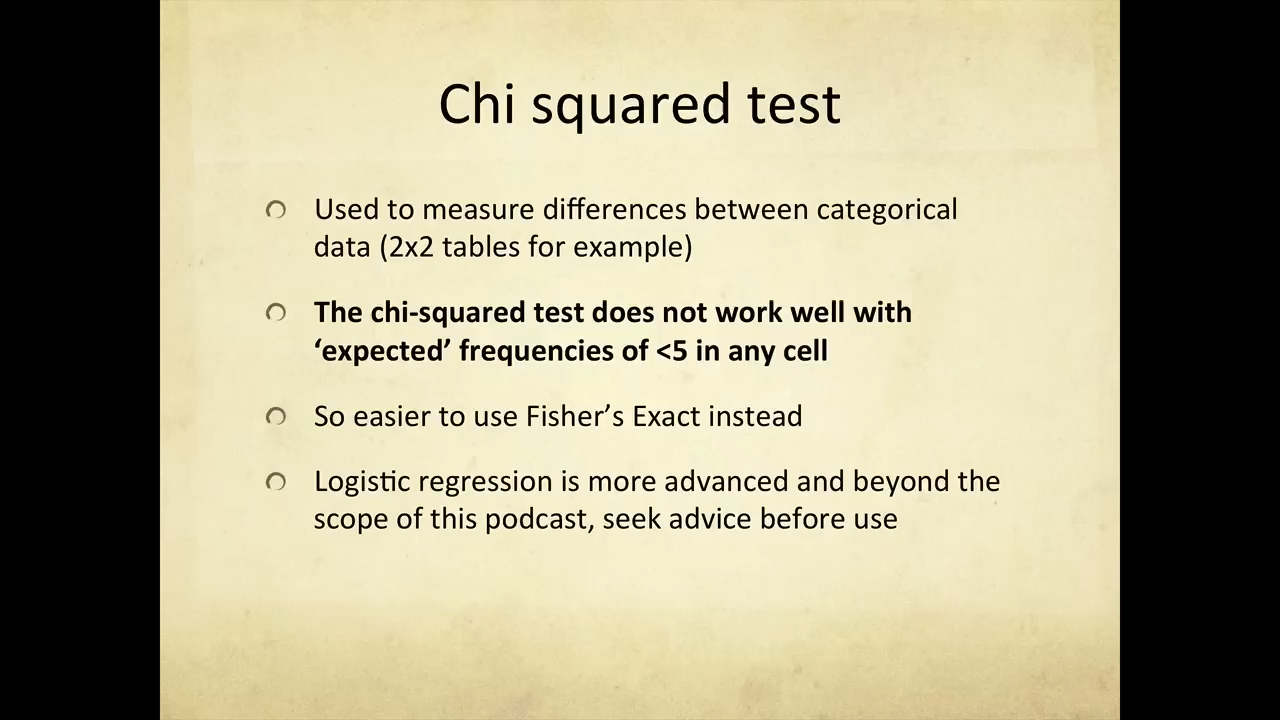 Chi squared test
Used to measure differences between categorical
data (2x2 tables for example)
The chi-squared test does not work well with
‘expected’ frequencies of <5 in any cell
So easier to use Fisher’s Exact instead
Logistic regression is more advanced and beyond the
scope of this podcast, seek advice before use